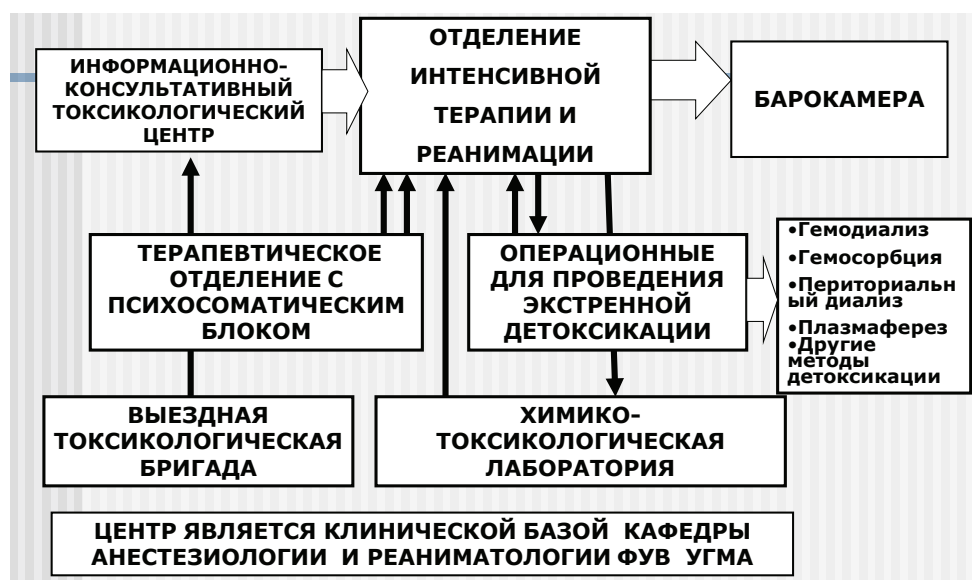 ИНФОРМАЦИОННО-
КОНСУЛЬТАТИВНЫЙ
ТОКСИКОЛОГИЧЕСКИЙ
ЦЕНТР
ОТДЕЛЕНИЕ
ИНТЕНСИВНОЙ
ТЕРАПИИ И
РЕАНИМАЦИИ
БАРОКАМЕРА
ТЕРАПЕВТИЧЕСКОЕ
ОТДЕЛЕНИЕ С
ПСИХОСОМАТИЧЕСКИМ
БЛОКОМ
ОПЕРАЦИОННЫЕ
ДЛЯ ПРОВЕДЕНИЯ
ЭКСТРЕННОЙ
ДЕТОКСИКАЦИИ
•Гемодиализ
•Гемосорбция
•Периториальн
ый диализ
•Плазмаферез
•Другие
методы
детоксикации
ВЫЕЗДНАЯ
ТОКСИКОЛОГИЧЕСКАЯ
БРИГАДА
ХИМИКО-
ТОКСИКОЛОГИЧЕСКАЯ
ЛАБОРАТОРИЯ
ЦЕНТР ЯВЛЯЕТСЯ КЛИНИЧЕСКОЙ БАЗОЙ КАФЕДРЫ
АНЕСТЕЗИОЛОГИИ И РЕАНИМАТОЛОГИИ ФУВ УГМА